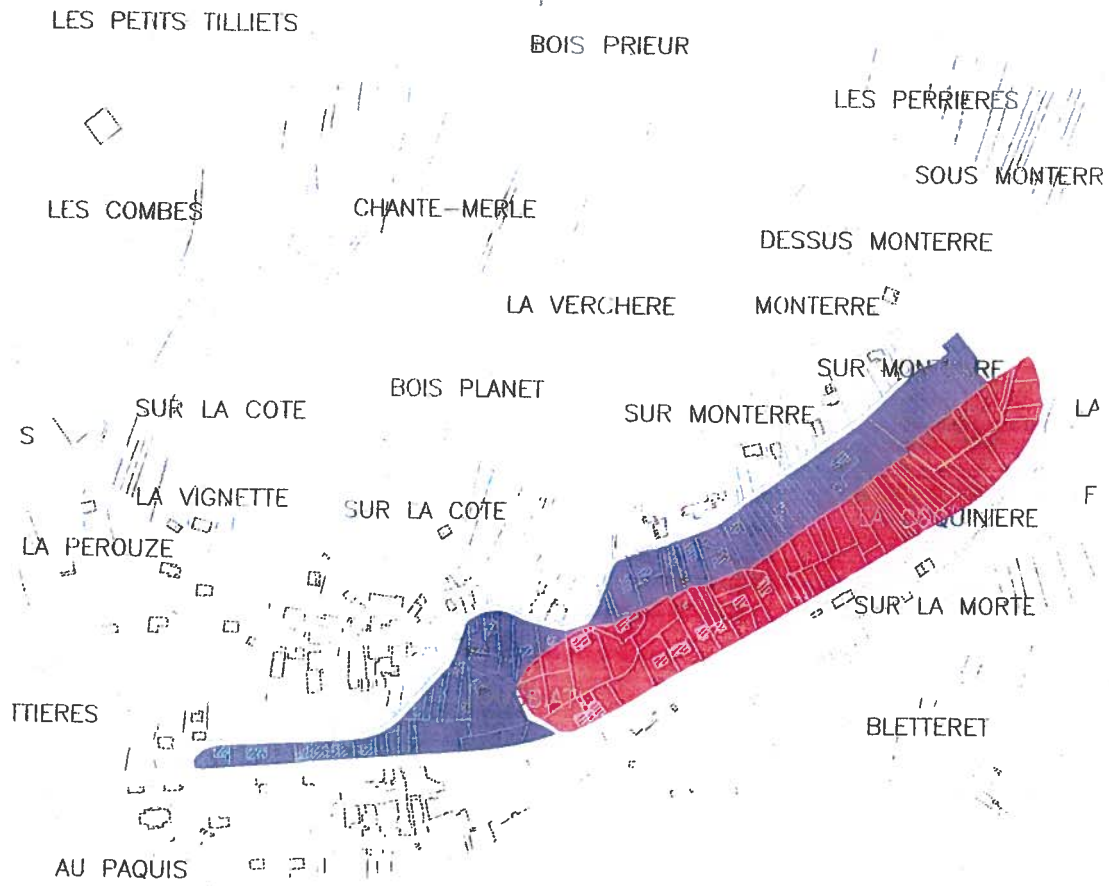 LES PETITS TILLIETS
BOIS PRIEUR
LES PERRIERES
SOUS MONTERR
LES COMBES
CHANTE-MERLE
DESSUS MONTERRE
LA VERCHERE
MONTERRE
SUR MONTERRE
BOIS PLANET
SUR LA COTE
SUR MONTERRE
LA
S
LA VIGNETTE
SUR LA COTE
F
LA COQUINIERE
LA PEROUZE
SUR LA MORTE
TTIERES
BLETTERET
AU PAQUIS